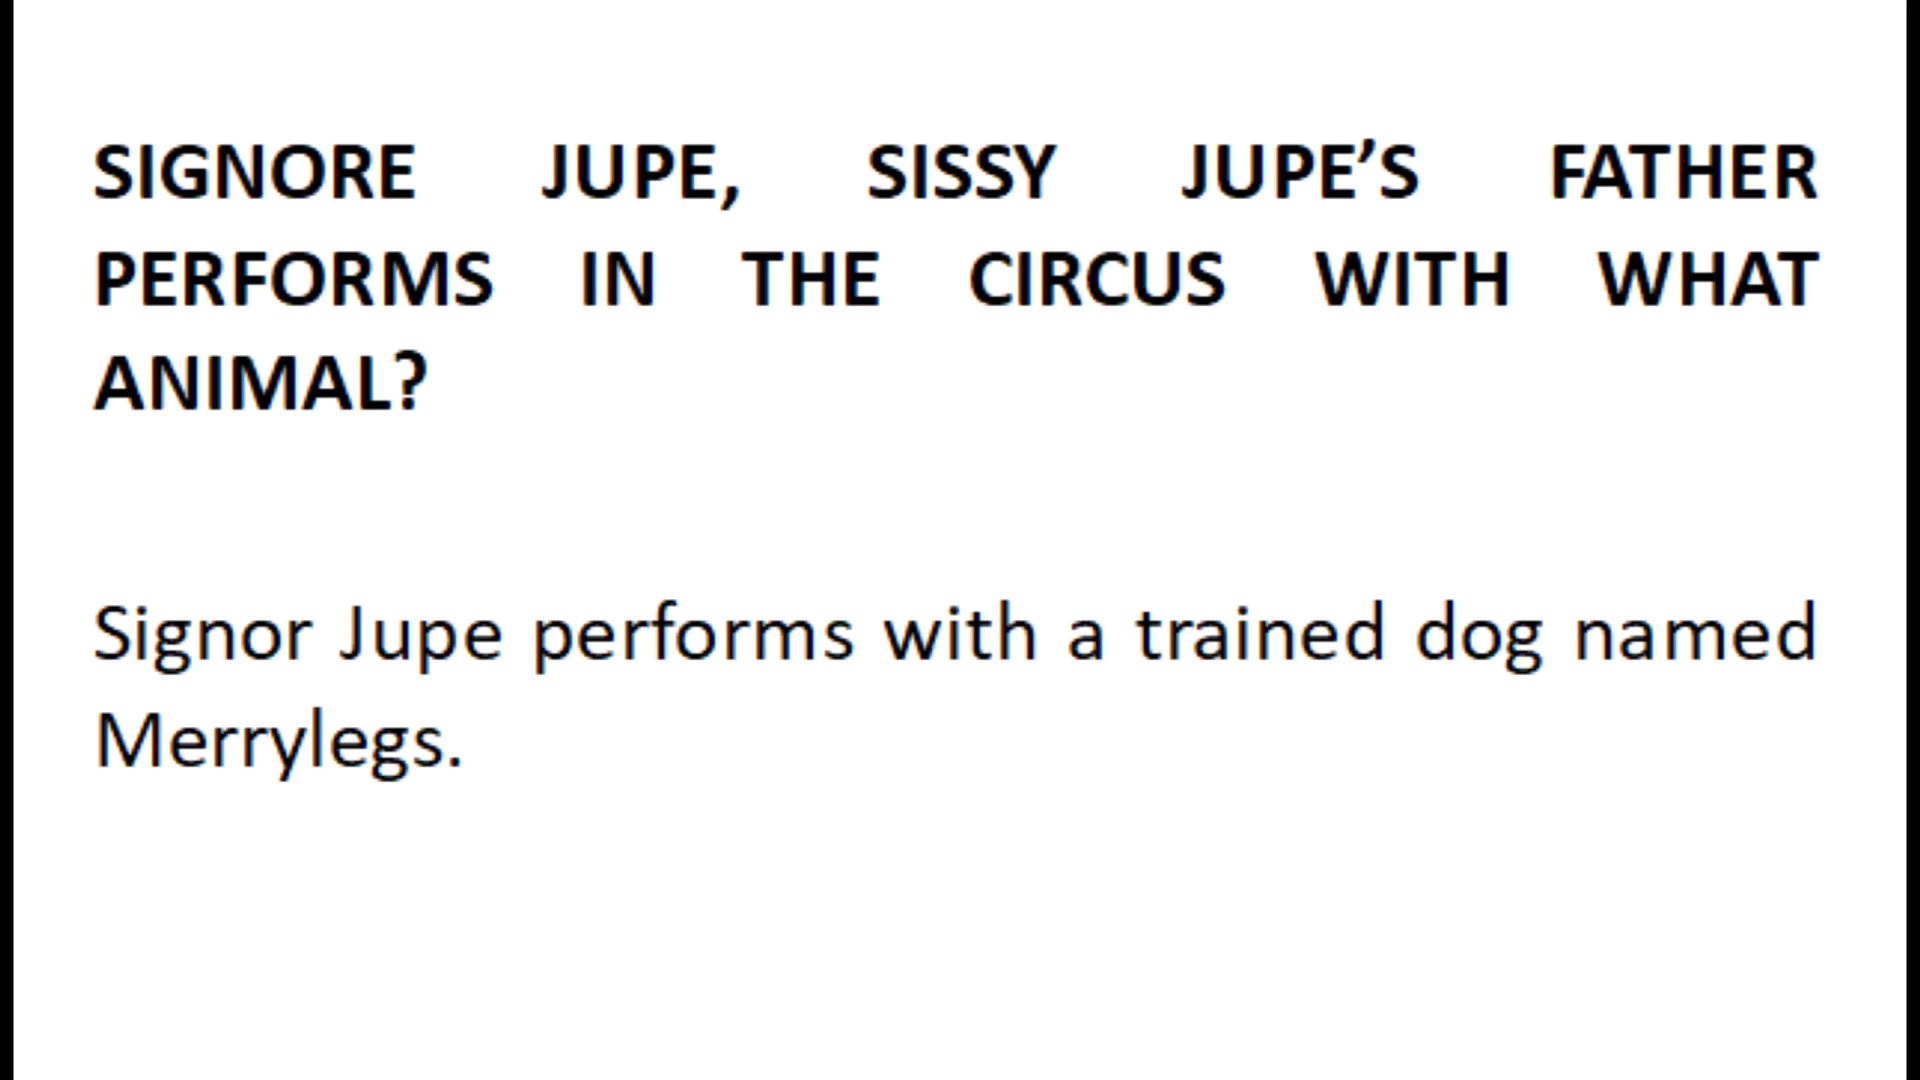 SIGNORE JUPE, SISSY JUPE’S FATHER
PERFORMS IN THE CIRCUS WITH WHAT
ANIMAL?
Signor Jupe performs with a trained dog named
Merrylegs.